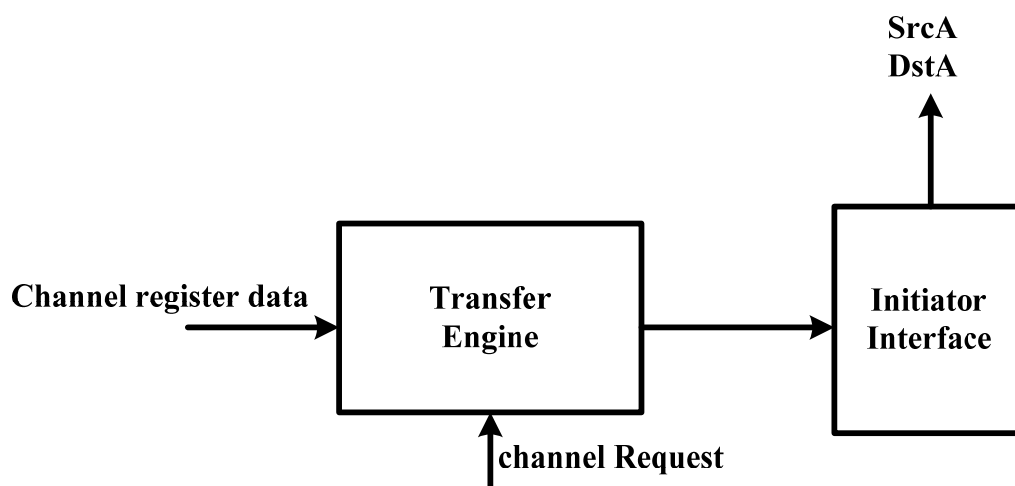 SrcA
DstA
Channel register data
Transfer
Engine
Initiator
Interface
channel Request